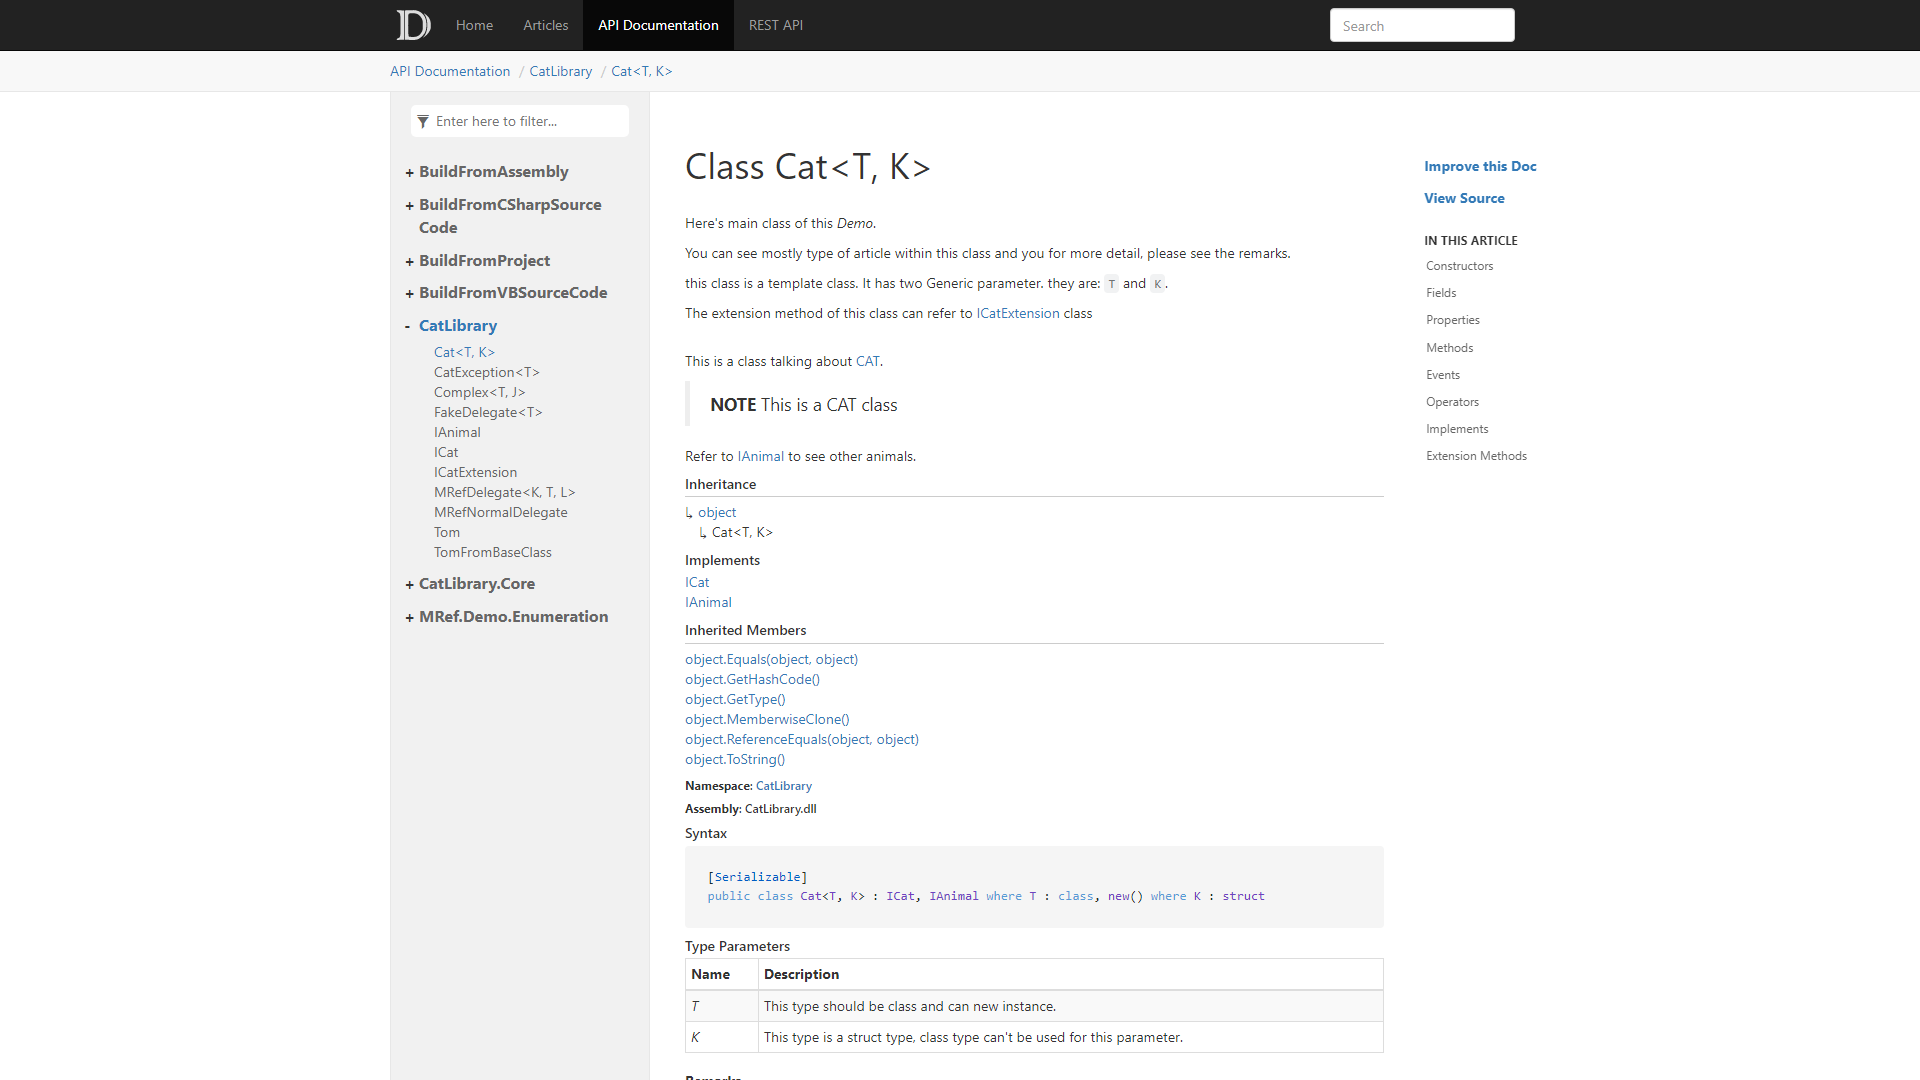 Home Articles API Documentation REST API Search
API Documentation / CatLibrary / Cat<T, K>
Enter here to filter...
+ BuildFromAssembly
+ BuildFromCSharpSource
Code
+ BuildFromProject
+ BuildFromVBSourceCode
- CatLibrary
Cat<T, K>
CatException<T>
Complex<T, J>
FakeDelegate<T>
IAnimal
ICat
ICatExtension
MRefDelegate<K, T, L>
MRefNormalDelegate
Tom
TomFromBaseClass
+ CatLibrary.Core
+ MRef.Demo.Enumeration
Class Cat<T, K>
Here's main class of this Demo.
You can see mostly type of article within this class and you for more detail, please see the remarks.
this class is a template class. It has two Generic parameter. they are: T and K.
The extension method of this class can refer to ICatExtension class
This is a class talking about CAT.
NOTE This is a CAT class
Refer to IAnimal to see other animals.
Inheritance
↳ object
↳ Cat<T, K>
Implements
ICat
IAnimal
Inherited Members
object.Equals(object, object)
object.GetHashCode()
object.GetType()
object.MemberwiseClone()
object.ReferenceEquals(object, object)
object.ToString()
Namespace: CatLibrary
Assembly: CatLibrary.dll
Syntax
[Serializable]
public class Cat<T, K> : ICat, IAnimal where T : class, new() where K : struct
Type Parameters
Name Description
T This type should be class and can new instance.
K This type is a struct type, class type can't be used for this parameter.
Remarks
Improve this Doc
View Source
IN THIS ARTICLE
Constructors
Fields
Properties
Methods
Events
Operators
Implements
Extension Methods